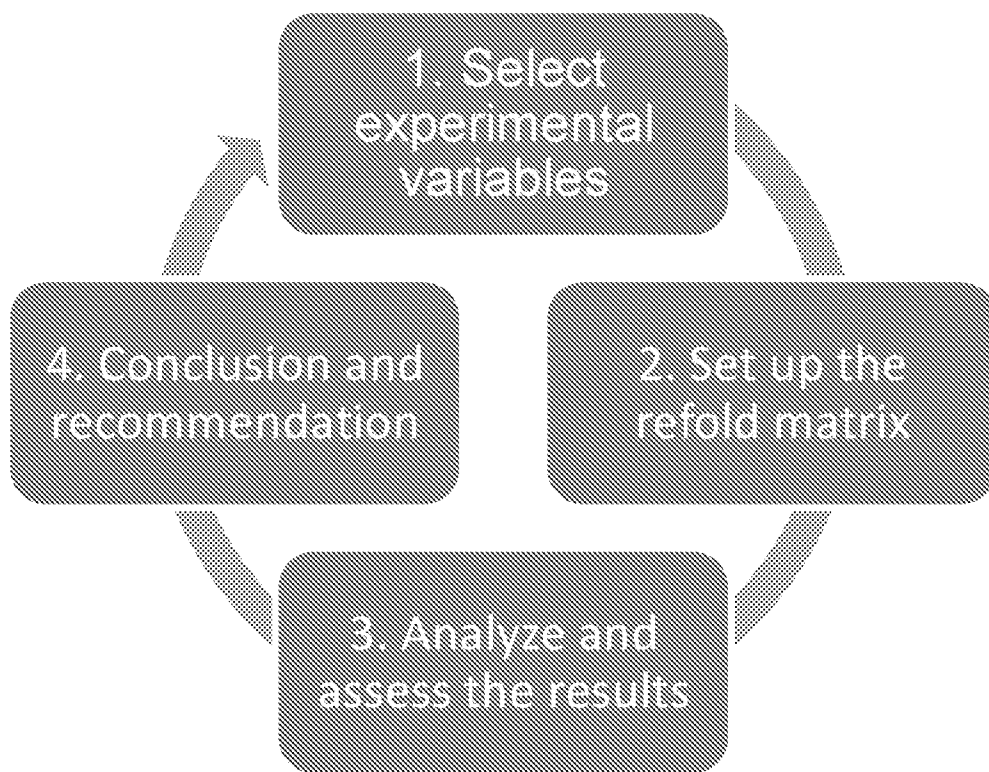 1. Select
experimental
variables
2. Set up the
refold matrix
3. Analyze and
assess the results
4. Conclusion and
recommendation